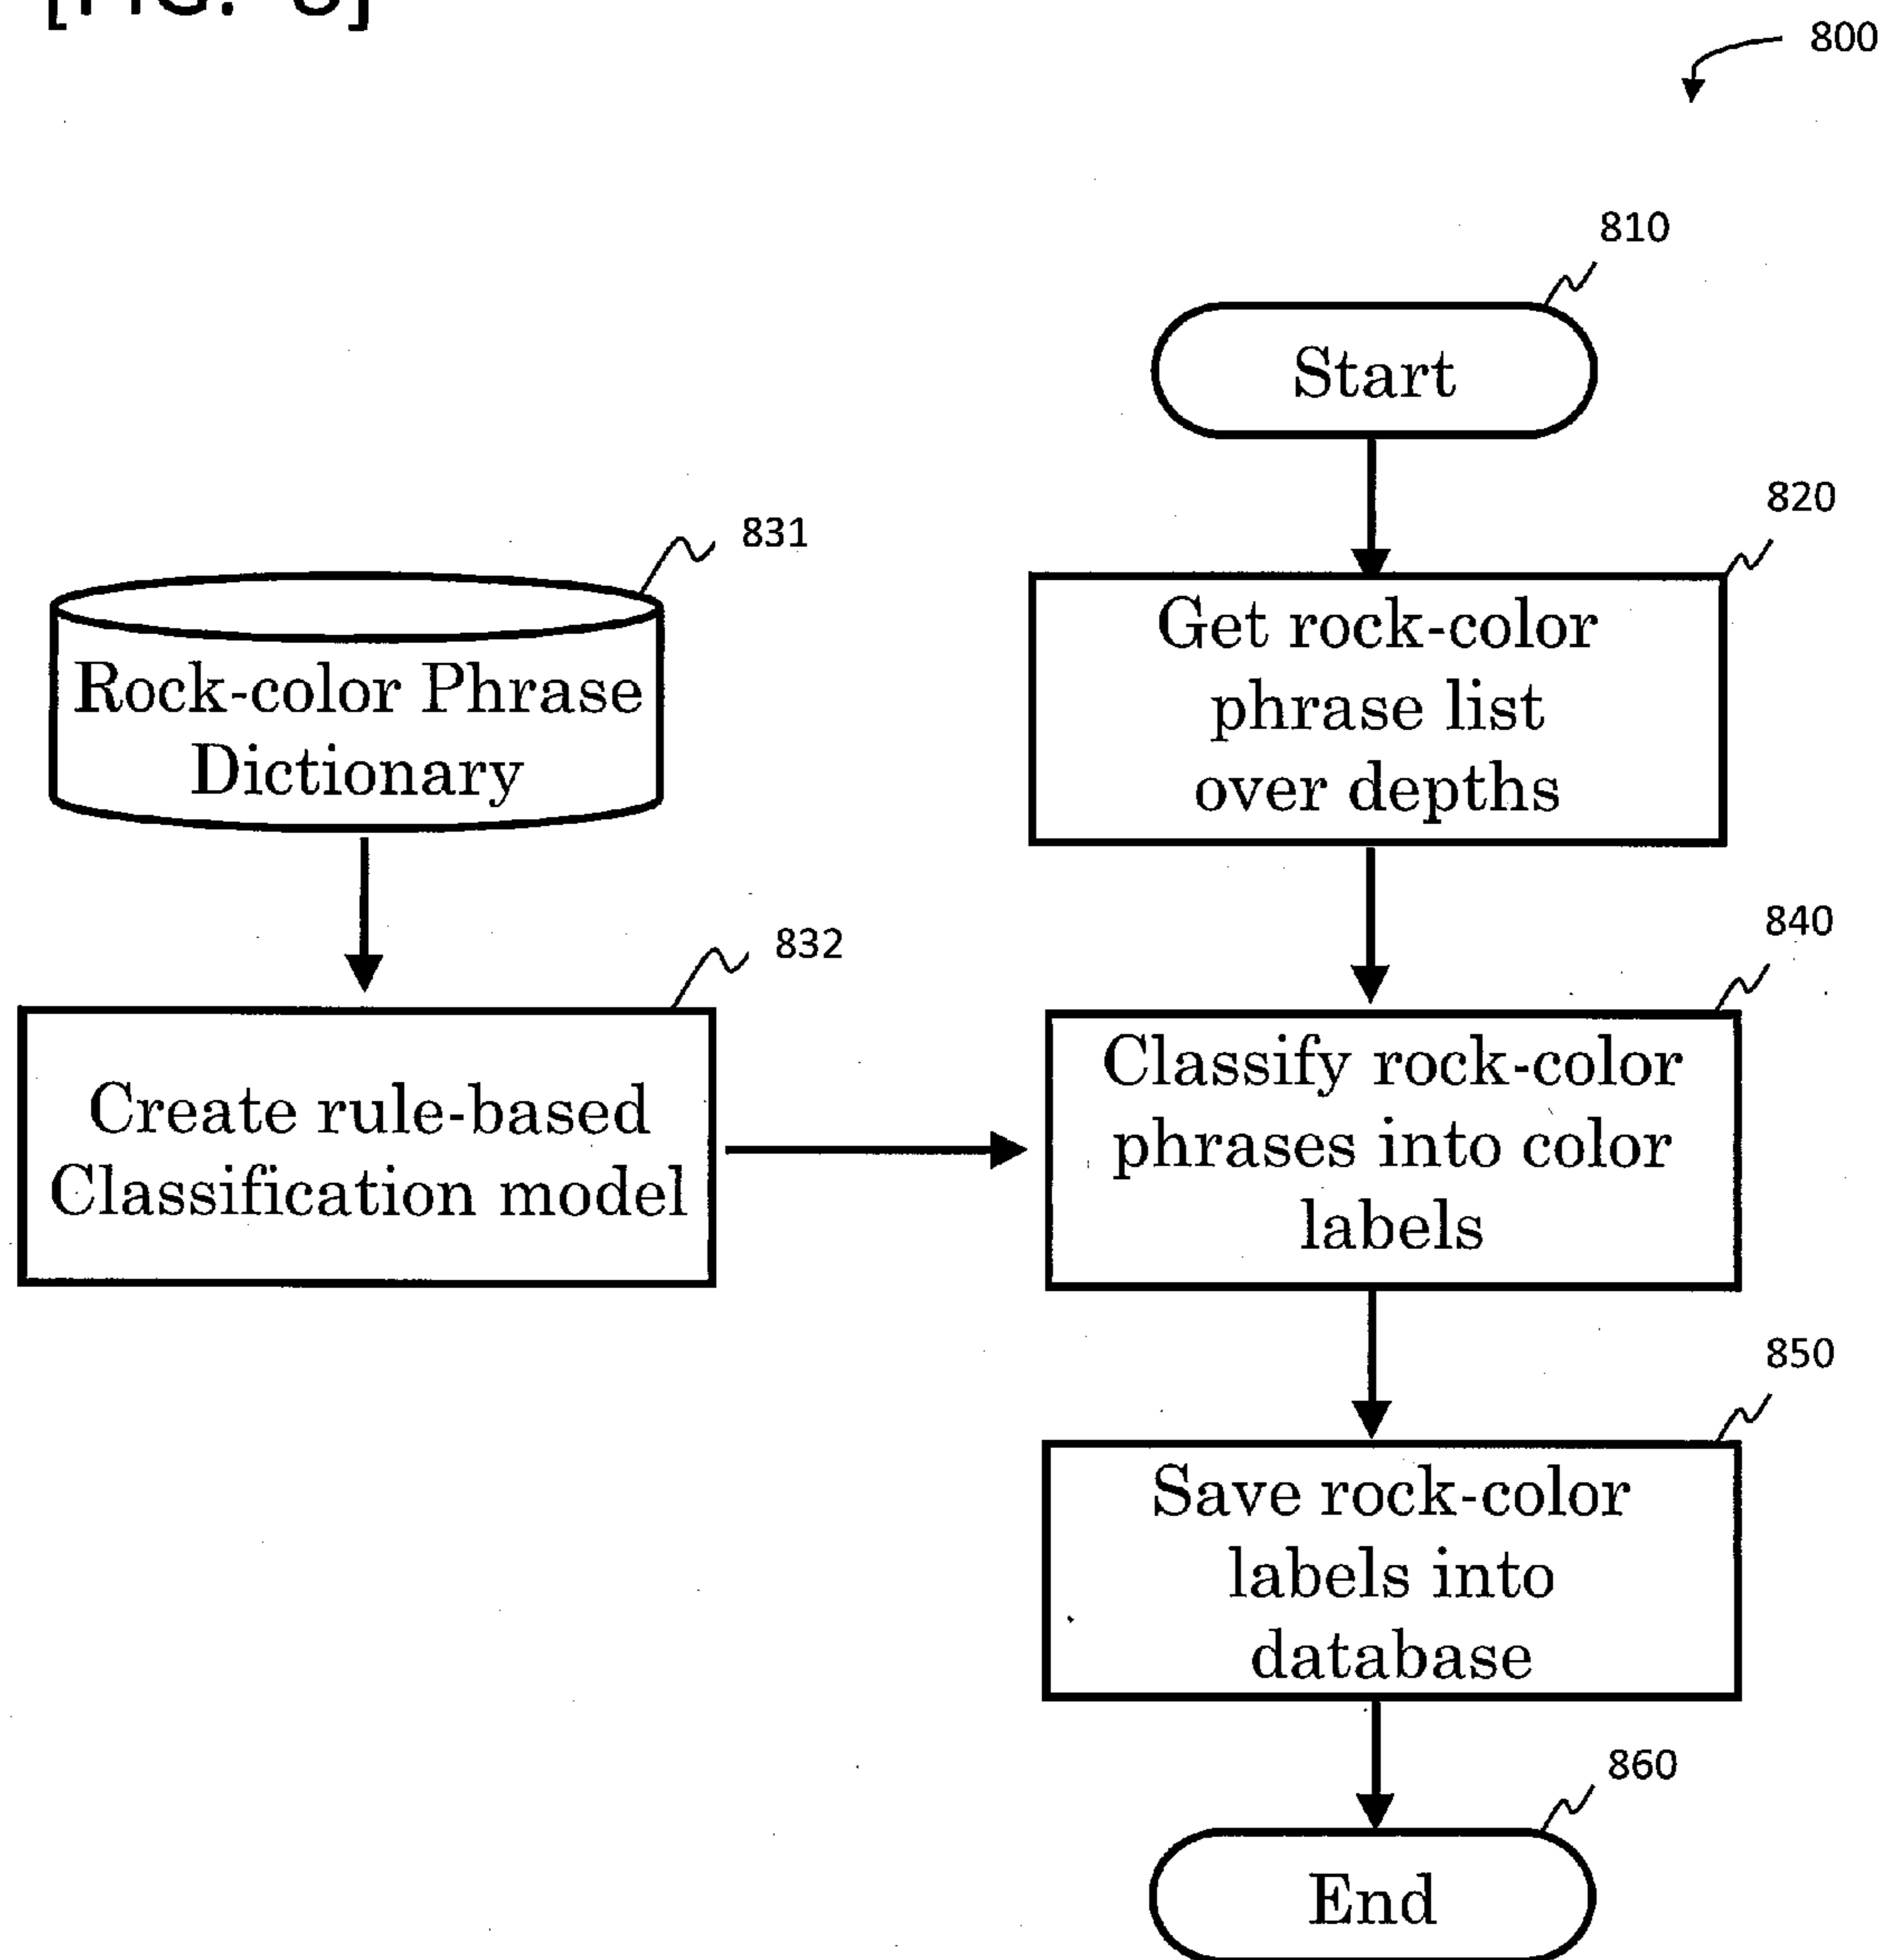 800
810
Start
820
Get rock-color
phrase list
over depths
831
Rock-color Phrase
Dictionary
832
Create rule-based
Classification model
840
Classify rock-color
phrases into color
labels
850
Save rock-color
labels into
database
860
End